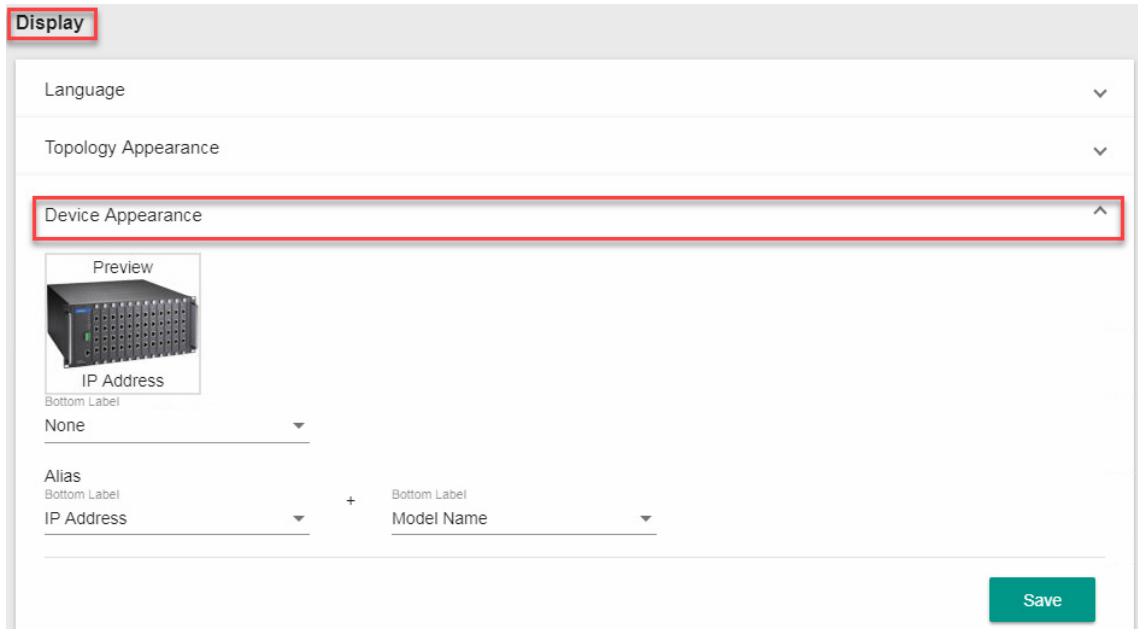 Display
Language
Topology Appearance
Device Appearance
Preview
IP Address
Bottom Label
None
Alias
Bottom Label
IP Address
+
Bottom Label
Model Name
Save